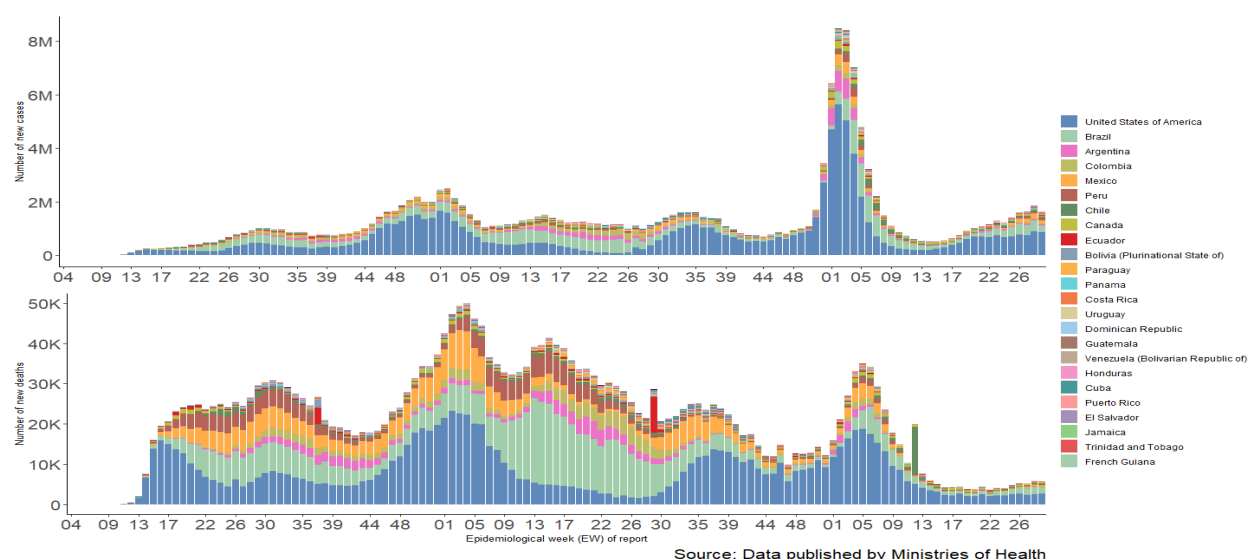 8M
6M
4M
2M
0
Number of new cases
04 09 13 17 22 26 30 35 39 44 48 01 05 09 13 17 22 26 30 35 39 44 48 01 05 09 13 17 22 26
50K
40K
30K
20K
10K
0
Number of new deaths
04 09 13 17 22 26 30 35 39 44 48 01 05 09 13 17 22 26 30 35 39 44 48 01 05 09 13 17 22 26
Epidemiological week (EW) of report
United States of America
Brazil
Argentina
Colombia
Mexico
Peru
Chile
Canada
Ecuador
Bolivia (Plurinational State of)
Paraguay
Panama
Costa Rica
Uruguay
Dominican Republic
Guatemala
Venezuela (Bolivarian Republic of)
Honduras
Cuba
Puerto Rico
El Salvador
Jamaica
Trinidad and Tobago
French Guiana
Source: Data published by Ministries of Health